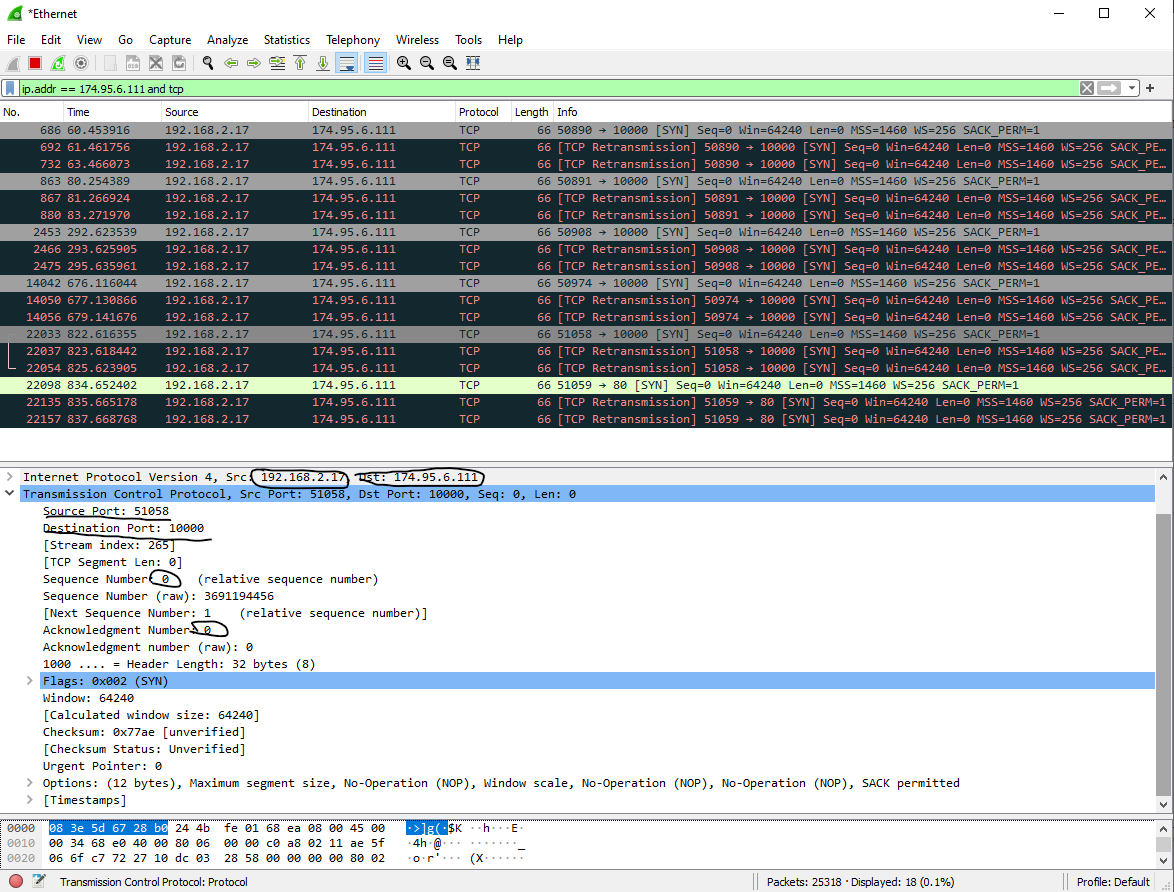 *Ethernet
File Edit View Go Capture Analyze Statistics Telephony Wireless Tools Help
ip.addr == 174.95.6.111 and tcp
No. Time Source Destination Protocol Length Info
686 60.453916 192.168.2.17 174.95.6.111 TCP 66 50890 → 10000 [SYN] Seq=0 Win=64240 Len=0 MSS=1460 WS=256 SACK_PERM=1
692 61.461756 192.168.2.17 174.95.6.111 TCP 66 [TCP Retransmission] 50890 → 10000 [SYN] Seq=0 Win=64240 Len=0 MSS=1460 WS=256 SACK_PE…
732 63.466073 192.168.2.17 174.95.6.111 TCP 66 [TCP Retransmission] 50890 → 10000 [SYN] Seq=0 Win=64240 Len=0 MSS=1460 WS=256 SACK_PE…
863 80.254389 192.168.2.17 174.95.6.111 TCP 66 50891 → 10000 [SYN] Seq=0 Win=64240 Len=0 MSS=1460 WS=256 SACK_PERM=1
867 81.266924 192.168.2.17 174.95.6.111 TCP 66 [TCP Retransmission] 50891 → 10000 [SYN] Seq=0 Win=64240 Len=0 MSS=1460 WS=256 SACK_PE…
880 83.271970 192.168.2.17 174.95.6.111 TCP 66 [TCP Retransmission] 50891 → 10000 [SYN] Seq=0 Win=64240 Len=0 MSS=1460 WS=256 SACK_PE…
2453 292.623539 192.168.2.17 174.95.6.111 TCP 66 50908 → 10000 [SYN] Seq=0 Win=64240 Len=0 MSS=1460 WS=256 SACK_PERM=1
2466 293.625905 192.168.2.17 174.95.6.111 TCP 66 [TCP Retransmission] 50908 → 10000 [SYN] Seq=0 Win=64240 Len=0 MSS=1460 WS=256 SACK_PE…
2475 295.635961 192.168.2.17 174.95.6.111 TCP 66 [TCP Retransmission] 50908 → 10000 [SYN] Seq=0 Win=64240 Len=0 MSS=1460 WS=256 SACK_PE…
14042 676.116044 192.168.2.17 174.95.6.111 TCP 66 50974 → 10000 [SYN] Seq=0 Win=64240 Len=0 MSS=1460 WS=256 SACK_PERM=1
14050 677.130866 192.168.2.17 174.95.6.111 TCP 66 [TCP Retransmission] 50974 → 10000 [SYN] Seq=0 Win=64240 Len=0 MSS=1460 WS=256 SACK_PE…
14056 679.141676 192.168.2.17 174.95.6.111 TCP 66 [TCP Retransmission] 50974 → 10000 [SYN] Seq=0 Win=64240 Len=0 MSS=1460 WS=256 SACK_PE…
22033 822.616355 192.168.2.17 174.95.6.111 TCP 66 51058 → 10000 [SYN] Seq=0 Win=64240 Len=0 MSS=1460 WS=256 SACK_PERM=1
22037 823.618442 192.168.2.17 174.95.6.111 TCP 66 [TCP Retransmission] 51058 → 10000 [SYN] Seq=0 Win=64240 Len=0 MSS=1460 WS=256 SACK_PE…
22054 825.623905 192.168.2.17 174.95.6.111 TCP 66 [TCP Retransmission] 51058 → 10000 [SYN] Seq=0 Win=64240 Len=0 MSS=1460 WS=256 SACK_PE…
22098 834.652402 192.168.2.17 174.95.6.111 TCP 66 51059 → 80 [SYN] Seq=0 Win=64240 Len=0 MSS=1460 WS=256 SACK_PERM=1
22135 835.665178 192.168.2.17 174.95.6.111 TCP 66 [TCP Retransmission] 51059 → 80 [SYN] Seq=0 Win=64240 Len=0 MSS=1460 WS=256 SACK_PERM=1
22157 837.668768 192.168.2.17 174.95.6.111 TCP 66 [TCP Retransmission] 51059 → 80 [SYN] Seq=0 Win=64240 Len=0 MSS=1460 WS=256 SACK_PERM=1
Internet Protocol Version 4, Src: 192.168.2.17, Dst: 174.95.6.111
Transmission Control Protocol, Src Port: 51058, Dst Port: 10000, Seq: 0, Len: 0
Source Port: 51058
Destination Port: 10000
[Stream index: 265]
[TCP Segment Len: 0]
Sequence Number: 0 (relative sequence number)
Sequence Number (raw): 3691194456
[Next Sequence Number: 1 (relative sequence number)]
Acknowledgment Number: 0
Acknowledgment number (raw): 0
1000 .... = Header Length: 32 bytes (8)
Flags: 0x002 (SYN)
Window: 64240
[Calculated window size: 64240]
Checksum: 0x77ae [unverified]
[Checksum Status: Unverified]
Urgent Pointer: 0
Options: (12 bytes), Maximum segment size, No-Operation (NOP), Window scale, No-Operation (NOP), No-Operation (NOP), SACK permitted
[Timestamps]
0000 08 3e 5d 67 28 b0 24 4b fe 01 68 ea 08 00 45 00 ·>]g(·$K ··h···E·
0010 00 34 68 e0 40 00 80 06 00 00 c0 a8 02 11 ae 5f ·4h·@··· ·······_
0020 06 6f c7 72 27 10 dc 03 28 58 00 00 00 00 80 02 ·o·r'··· (X······
Transmission Control Protocol: Protocol
Packets: 25318 · Displayed: 18 (0.1%)
Profile: Default